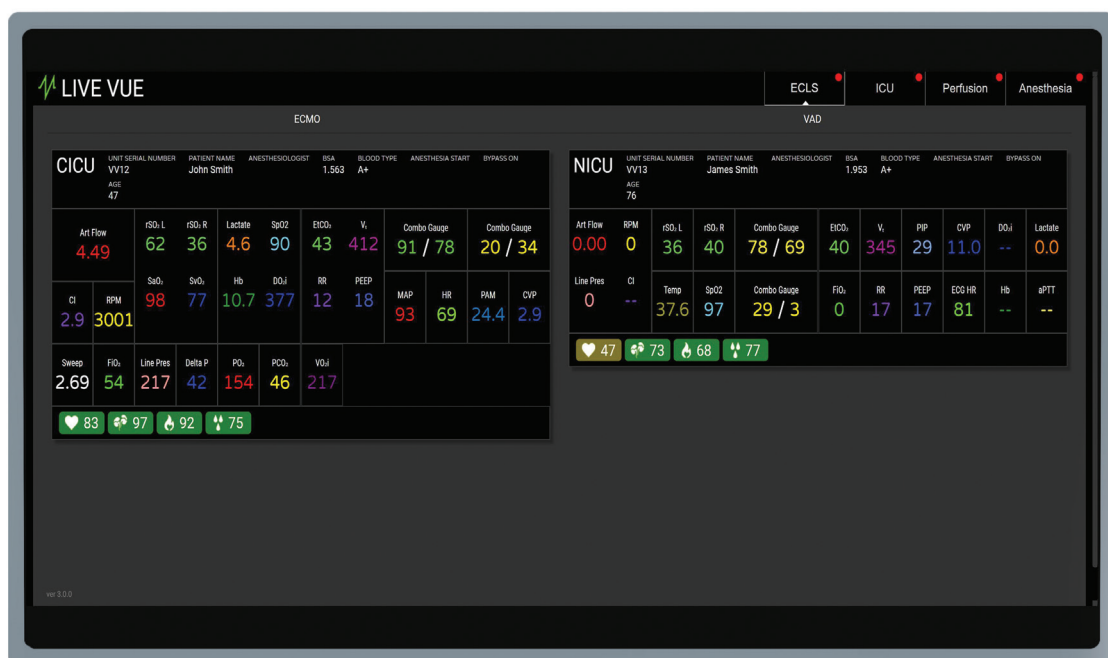 LIVE VUE
ECLS ICU Perfusion Anesthesia
ECMO VAD
CICU
UNIT SERIAL NUMBER PATIENT NAME ANESTHESIOLOGIST BSA BLOOD TYPE ANESTHESIA START BYPASS ON
VV12 John Smith 1.563 A+
AGE
47
Art Flow rSO₂ L rSO₂ R Lactate SpO2 EtCO₂ Vₜ Combo Gauge Combo Gauge
4.49 62 36 4.6 90 43 412 91 / 78 20 / 34
SaO₂ SvO₂ Hb DO₂i RR PEEP
98 77 10.7 377 12 18
CI RPM MAP HR PAM CVP
2.9 3001 93 69 24.4 2.9
Sweep FiO₂ Line Pres Delta P PO₂ PCO₂ VO₂i
2.69 54 217 42 154 46 217
83 97 92 75
NICU
UNIT SERIAL NUMBER PATIENT NAME ANESTHESIOLOGIST BSA BLOOD TYPE ANESTHESIA START BYPASS ON
VV13 James Smith 1.953 A+
AGE
76
Art Flow RPM rSO₂ L rSO₂ R Combo Gauge EtCO₂ Vₜ PIP CVP DO₂i Lactate
0.00 0 36 40 78 / 69 40 345 29 11.0 -- 0.0
Line Pres CI Temp SpO2 Combo Gauge FiO₂ RR PEEP ECG HR Hb aPTT
0 -- 37.6 97 29 / 3 0 17 17 81 -- --
47 73 68 77
ver 3.0.0